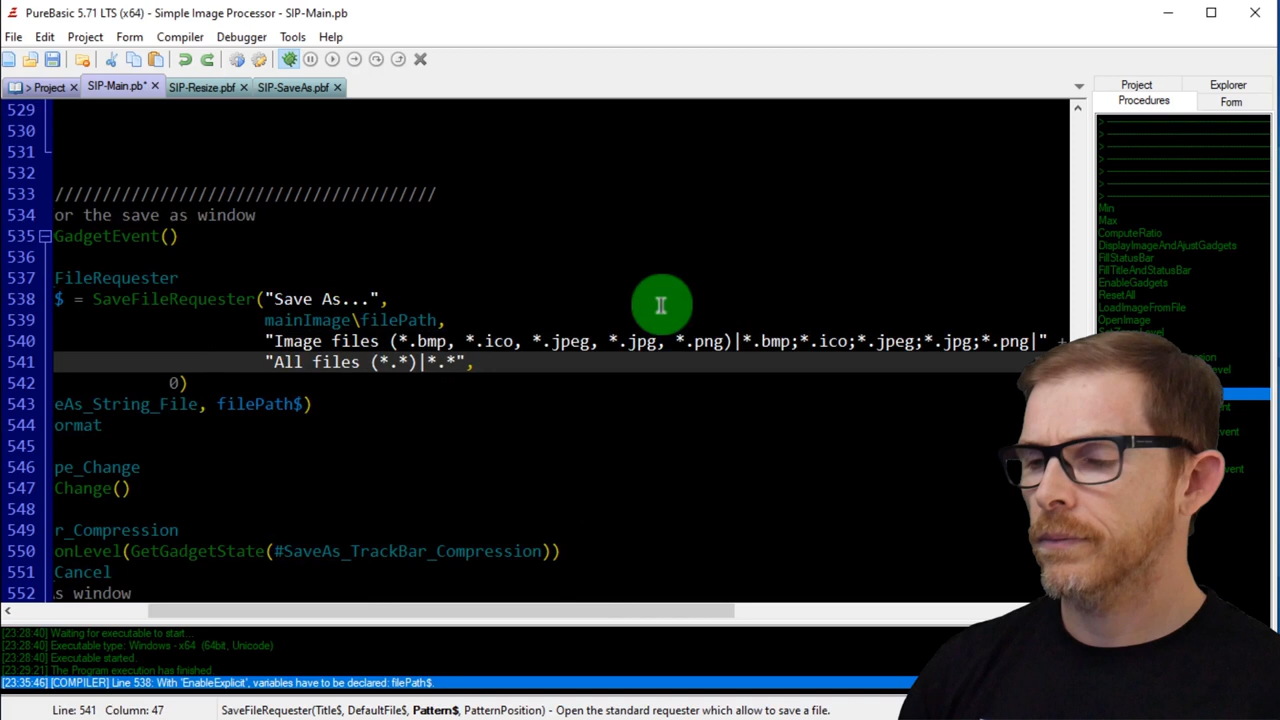 PureBasic 5.71 LTS (x64) - Simple Image Processor - SIP-Main.pb
File Edit Project Form Compiler Debugger Tools Help
> Project SIP-Main.pb* SIP-Resize.pbf SIP-SaveAs.pbf
Project Explorer
Procedures Form
529
530
531
532
533 ////////////////////////////////////////
534 or the save as window
535 GadgetEvent()
536
537 FileRequester
538 $ = SaveFileRequester("Save As...",
539 mainImage\filePath,
540 "Image files (*.bmp, *.ico, *.jpeg, *.jpg, *.png)|*.bmp;*.ico;*.jpeg;*.jpg;*.png|" +
541 "All files (*.*)|*.*",
542 0)
543 eAs_String_File, filePath$)
544 ormat
545
546 pe_Change
547 Change()
548
549 r_Compression
550 onLevel(GetGadgetState(#SaveAs_TrackBar_Compression))
551 Cancel
552 s window
Min
Max
ComputeRatio
DisplayImageAndAjustGadgets
FillStatusBar
FillTitleAndStatusBar
EnableGadgets
ResetAll
LoadImageFromFile
OpenImage
[23:28:40] Waiting for executable to start...
[23:28:40] Executable type: Windows - x64 (64bit, Unicode)
[23:28:40] Executable started.
[23:29:21] The Program execution has finished.
[23:35:46] [COMPILER] Line 538: With 'EnableExplicit', variables have to be declared: filePath$.
Line: 541 Column: 47 SaveFileRequester(Title$, DefaultFile$, Pattern$, PatternPosition) - Open the standard requester which allow to save a file.